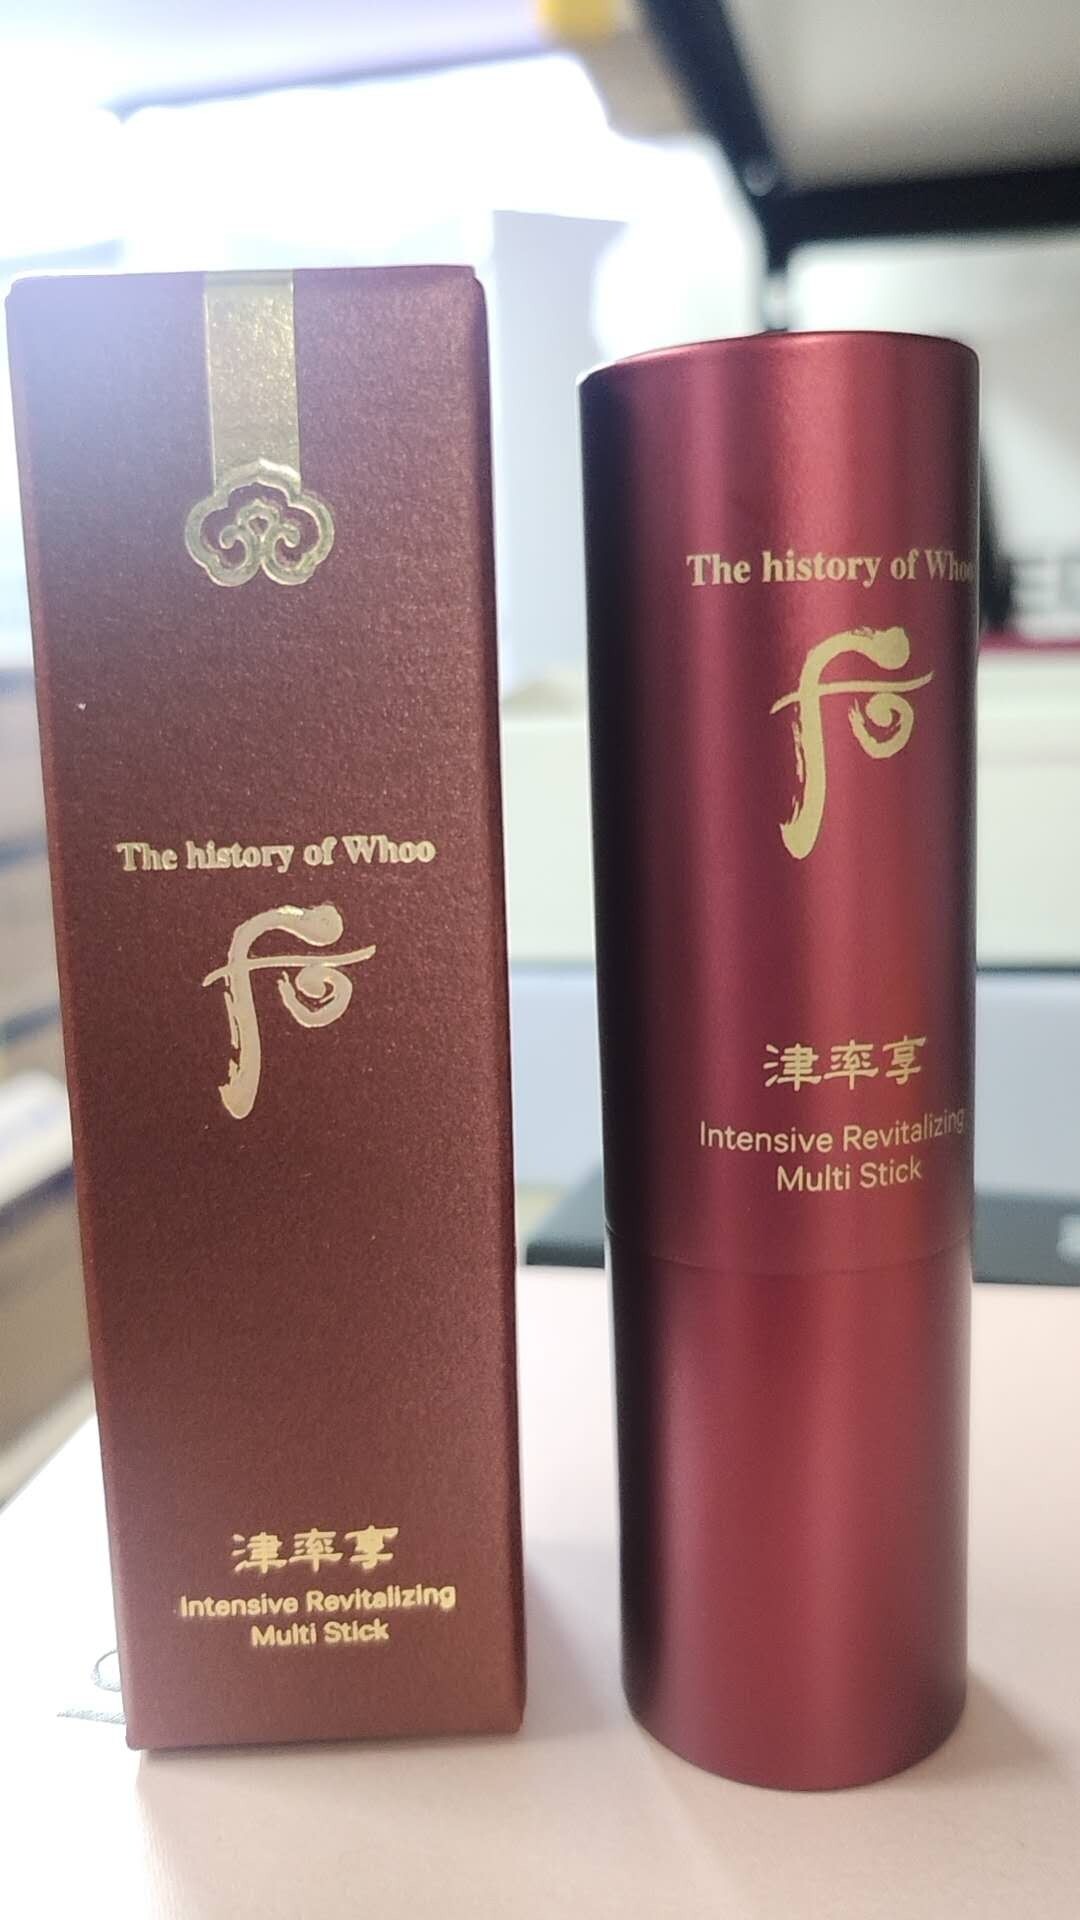 The history of Whoo
后
津率享
Intensive Revitalizing
Multi Stick
The history of Whoo
后
津率享
Intensive Revitalizing
Multi Stick